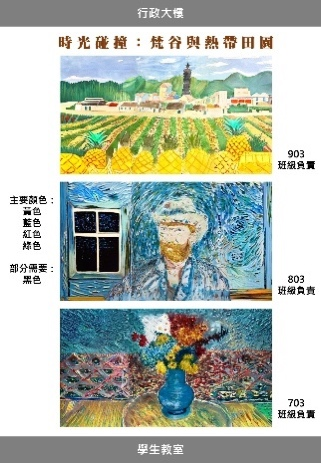 行政大樓
時光碰撞：梵谷與熱帶田園
903
班級負責
主要顏色：
黃色
藍色
紅色
綠色
部分需要：
黑色
803
班級負責
703
班級負責
學生教室